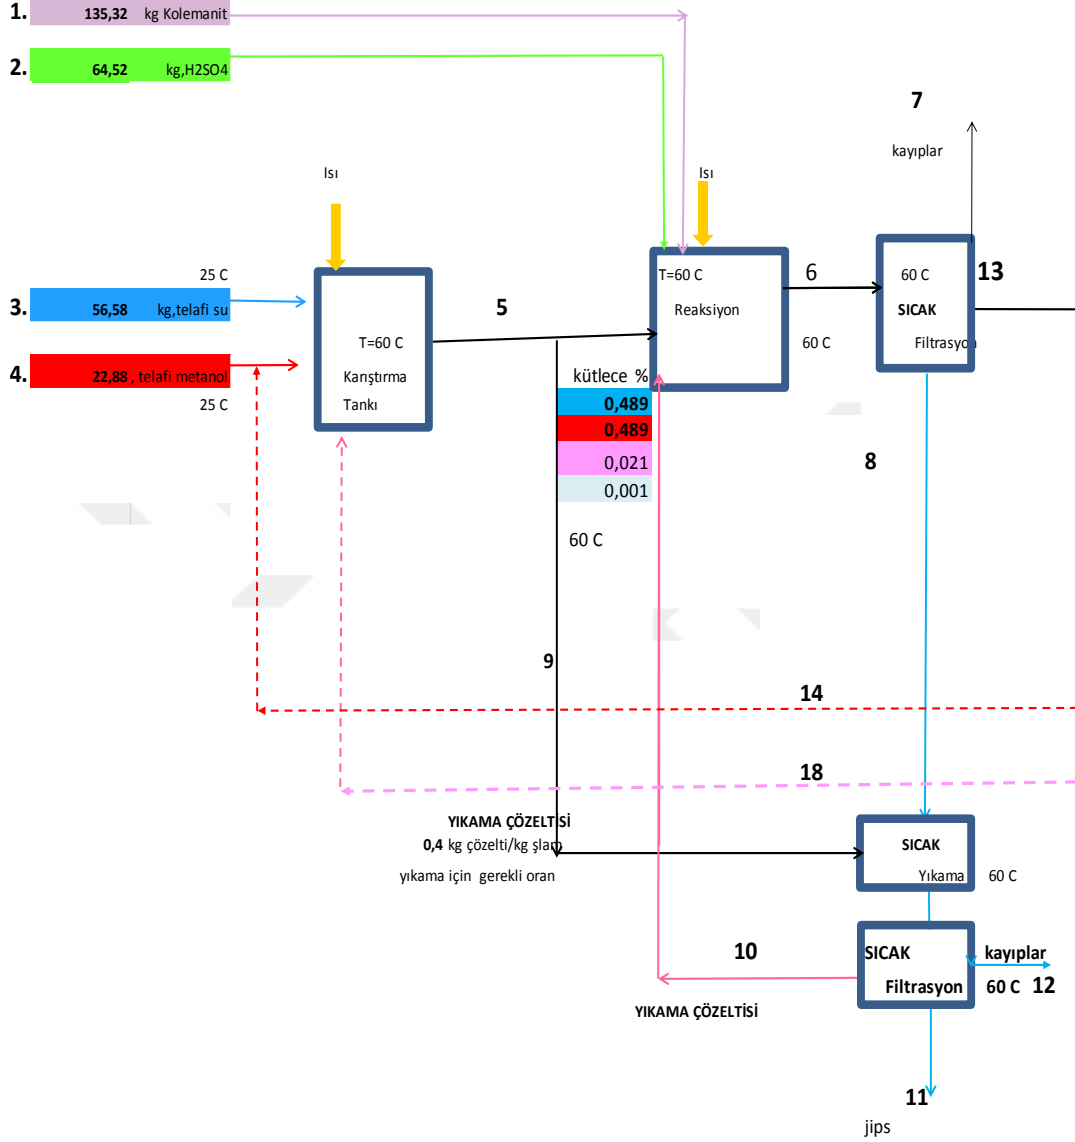 1. 135,32 kg Kolemanit
2. 64,52 kg,H2SO4
7
kayıplar
Isı
Isı
25 C
T=60 C
6
60 C
13
3. 56,58 kg,telafi su
5
Reaksiyon
SICAK
T=60 C
60 C
Filtrasyon
4. 22,88 , telafi metanol
Karıştırma
kütlece %
25 C
Tankı
0,489
0,489
0,021
8
0,001
60 C
9
14
18
YIKAMA ÇÖZELTİSİ
0,4 kg çözelti/kg şlam
SICAK
yıkama için gerekli oran
Yıkama
60 C
10
SICAK
kayıplar
Filtrasyon
60 C 12
YIKAMA ÇÖZELTİSİ
11
jips